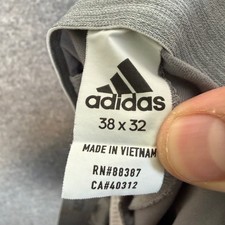 adidas
38 x 32
MADE IN VIETNAM
RN#88387
CA#40312